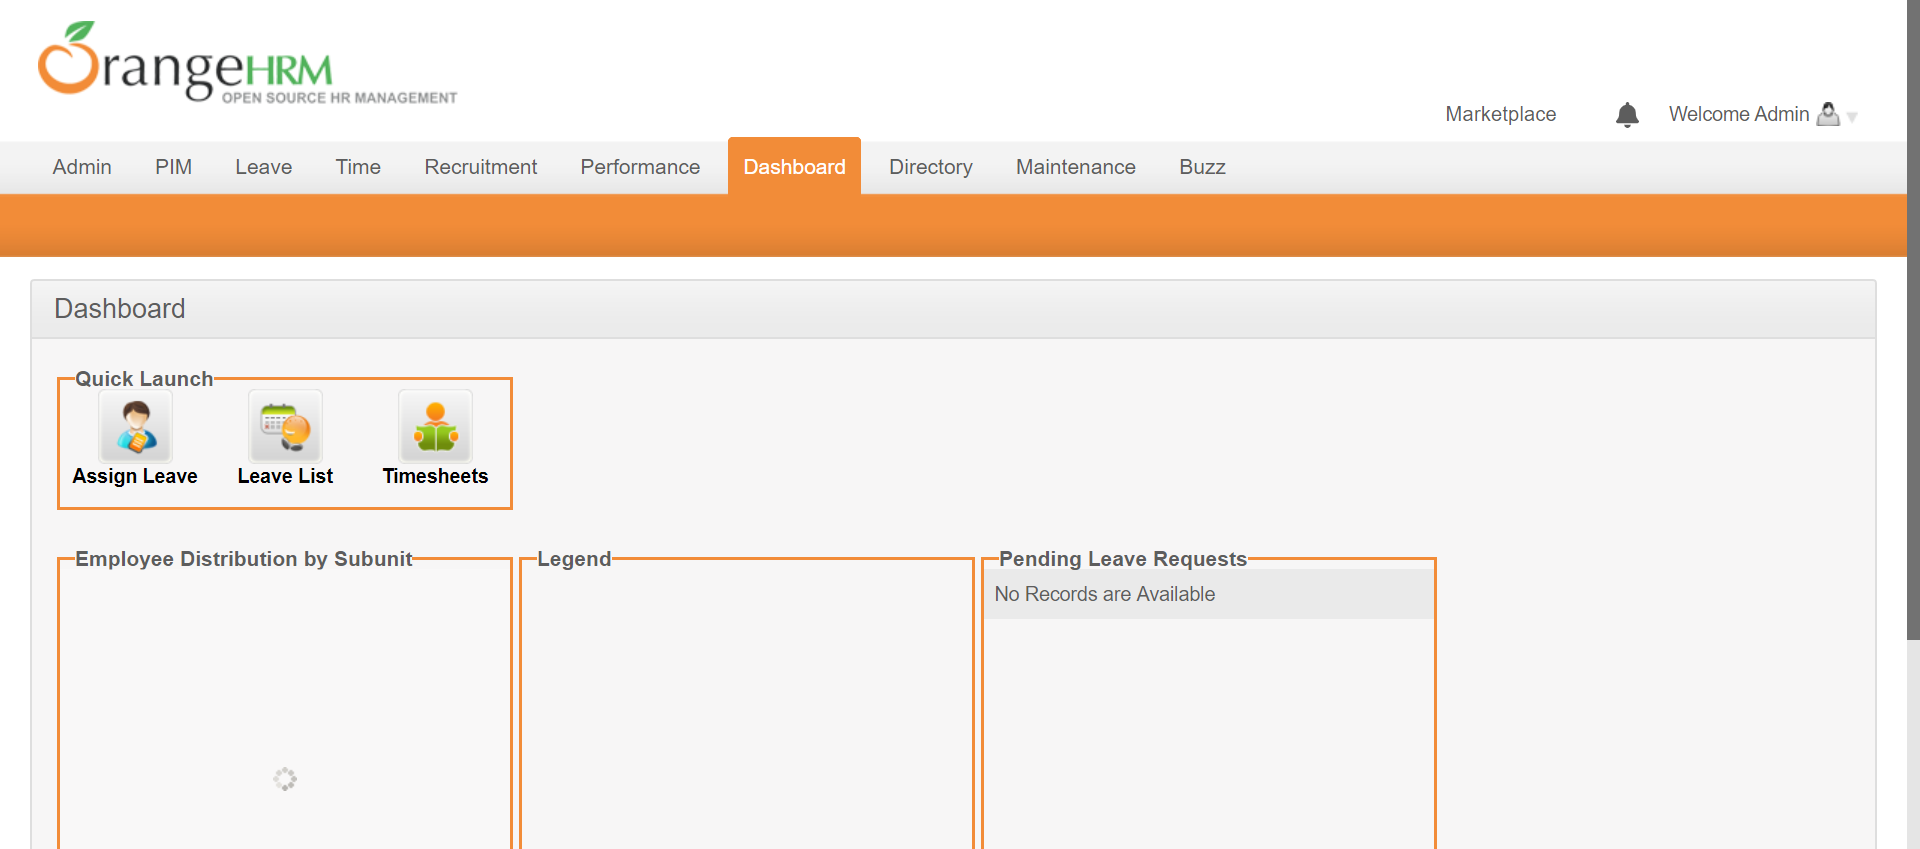 OrangeHRM
OPEN SOURCE HR MANAGEMENT
Marketplace
Welcome Admin
Admin
PIM
Leave
Time
Recruitment
Performance
Dashboard
Directory
Maintenance
Buzz
Dashboard
Quick Launch
Assign Leave
Leave List
Timesheets
Employee Distribution by Subunit
Legend
Pending Leave Requests
No Records are Available